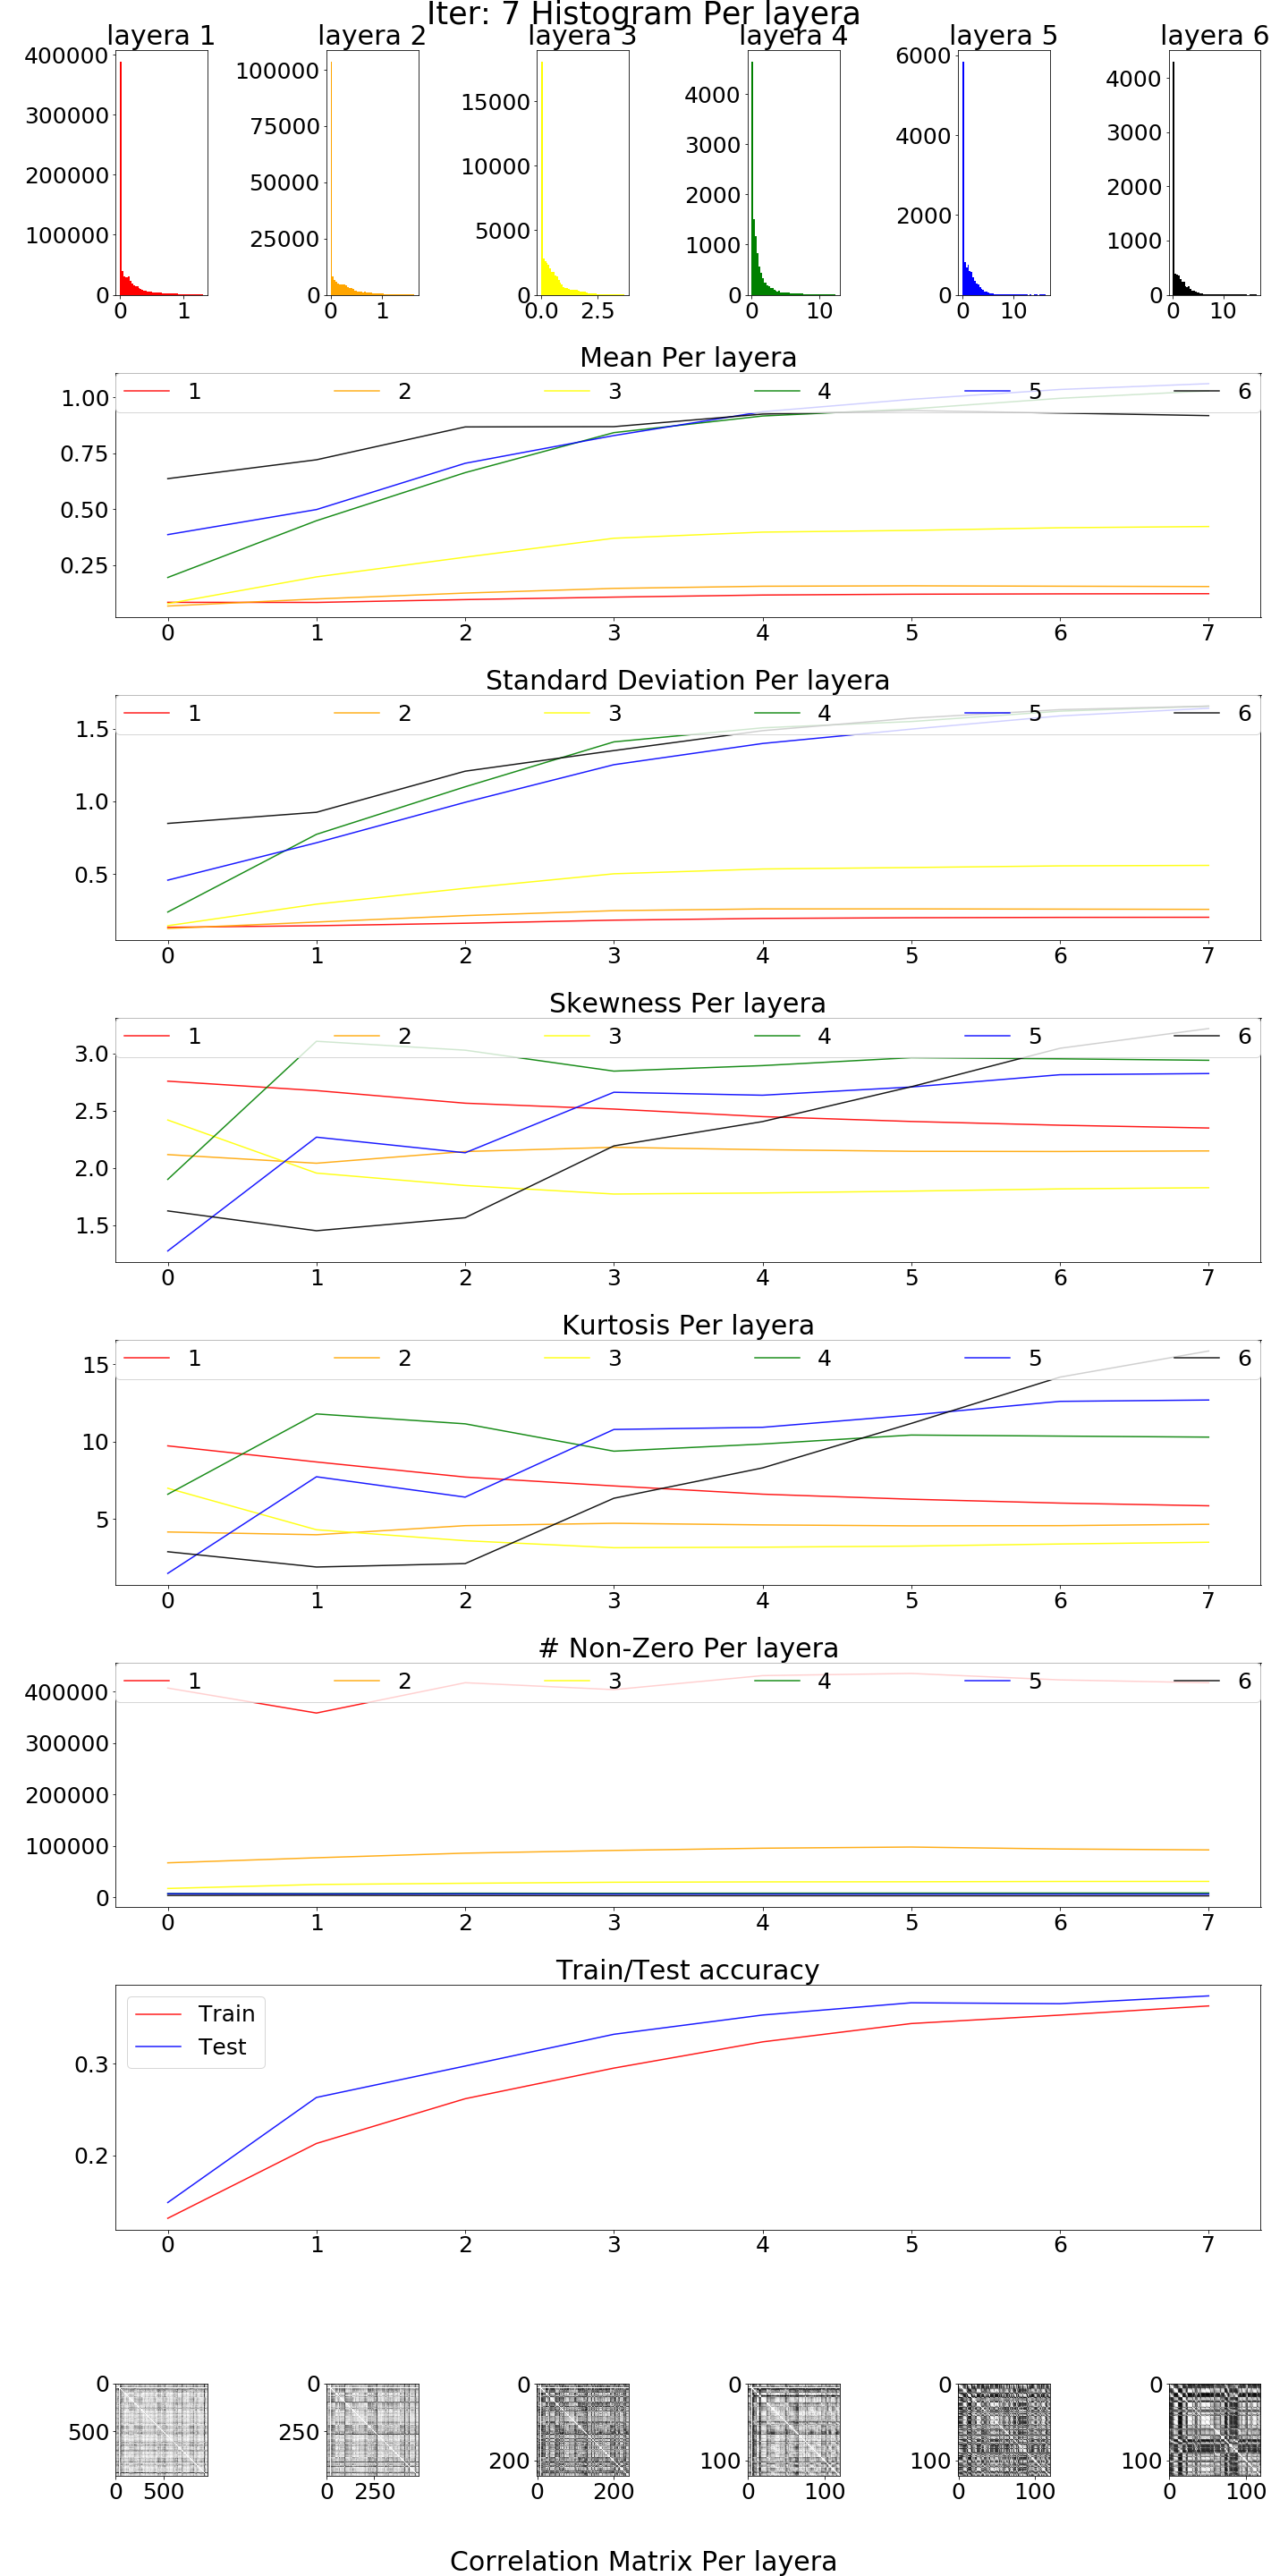 Iter: 7 Histogram Per layera
layera 1 layera 2 layera 3 layera 4 layera 5 layera 6
400000 300000 200000 100000 0
0 1
100000 75000 50000 25000 0
0 1
15000 10000 5000 0
0.0 2.5
4000 3000 2000 1000 0
0 10
6000 4000 2000 0
0 10
4000 3000 2000 1000 0
0 10
Mean Per layera
1 2 3 4 5 6
1.00
0.75
0.50
0.25
0 1 2 3 4 5 6 7
Standard Deviation Per layera
1 2 3 4 5 6
1.5
1.0
0.5
0 1 2 3 4 5 6 7
Skewness Per layera
1 2 3 4 5 6
3.0
2.5
2.0
1.5
0 1 2 3 4 5 6 7
Kurtosis Per layera
1 2 3 4 5 6
15
10
5
0 1 2 3 4 5 6 7
# Non-Zero Per layera
1 2 3 4 5 6
400000
300000
200000
100000
0
0 1 2 3 4 5 6 7
Train/Test accuracy
Train
Test
0.3
0.2
0 1 2 3 4 5 6 7
0 500
0 500
0 250
0 250
0 200
0 200
0 100
0 100
0 100
0 100
0 100
0 100
Correlation Matrix Per layera